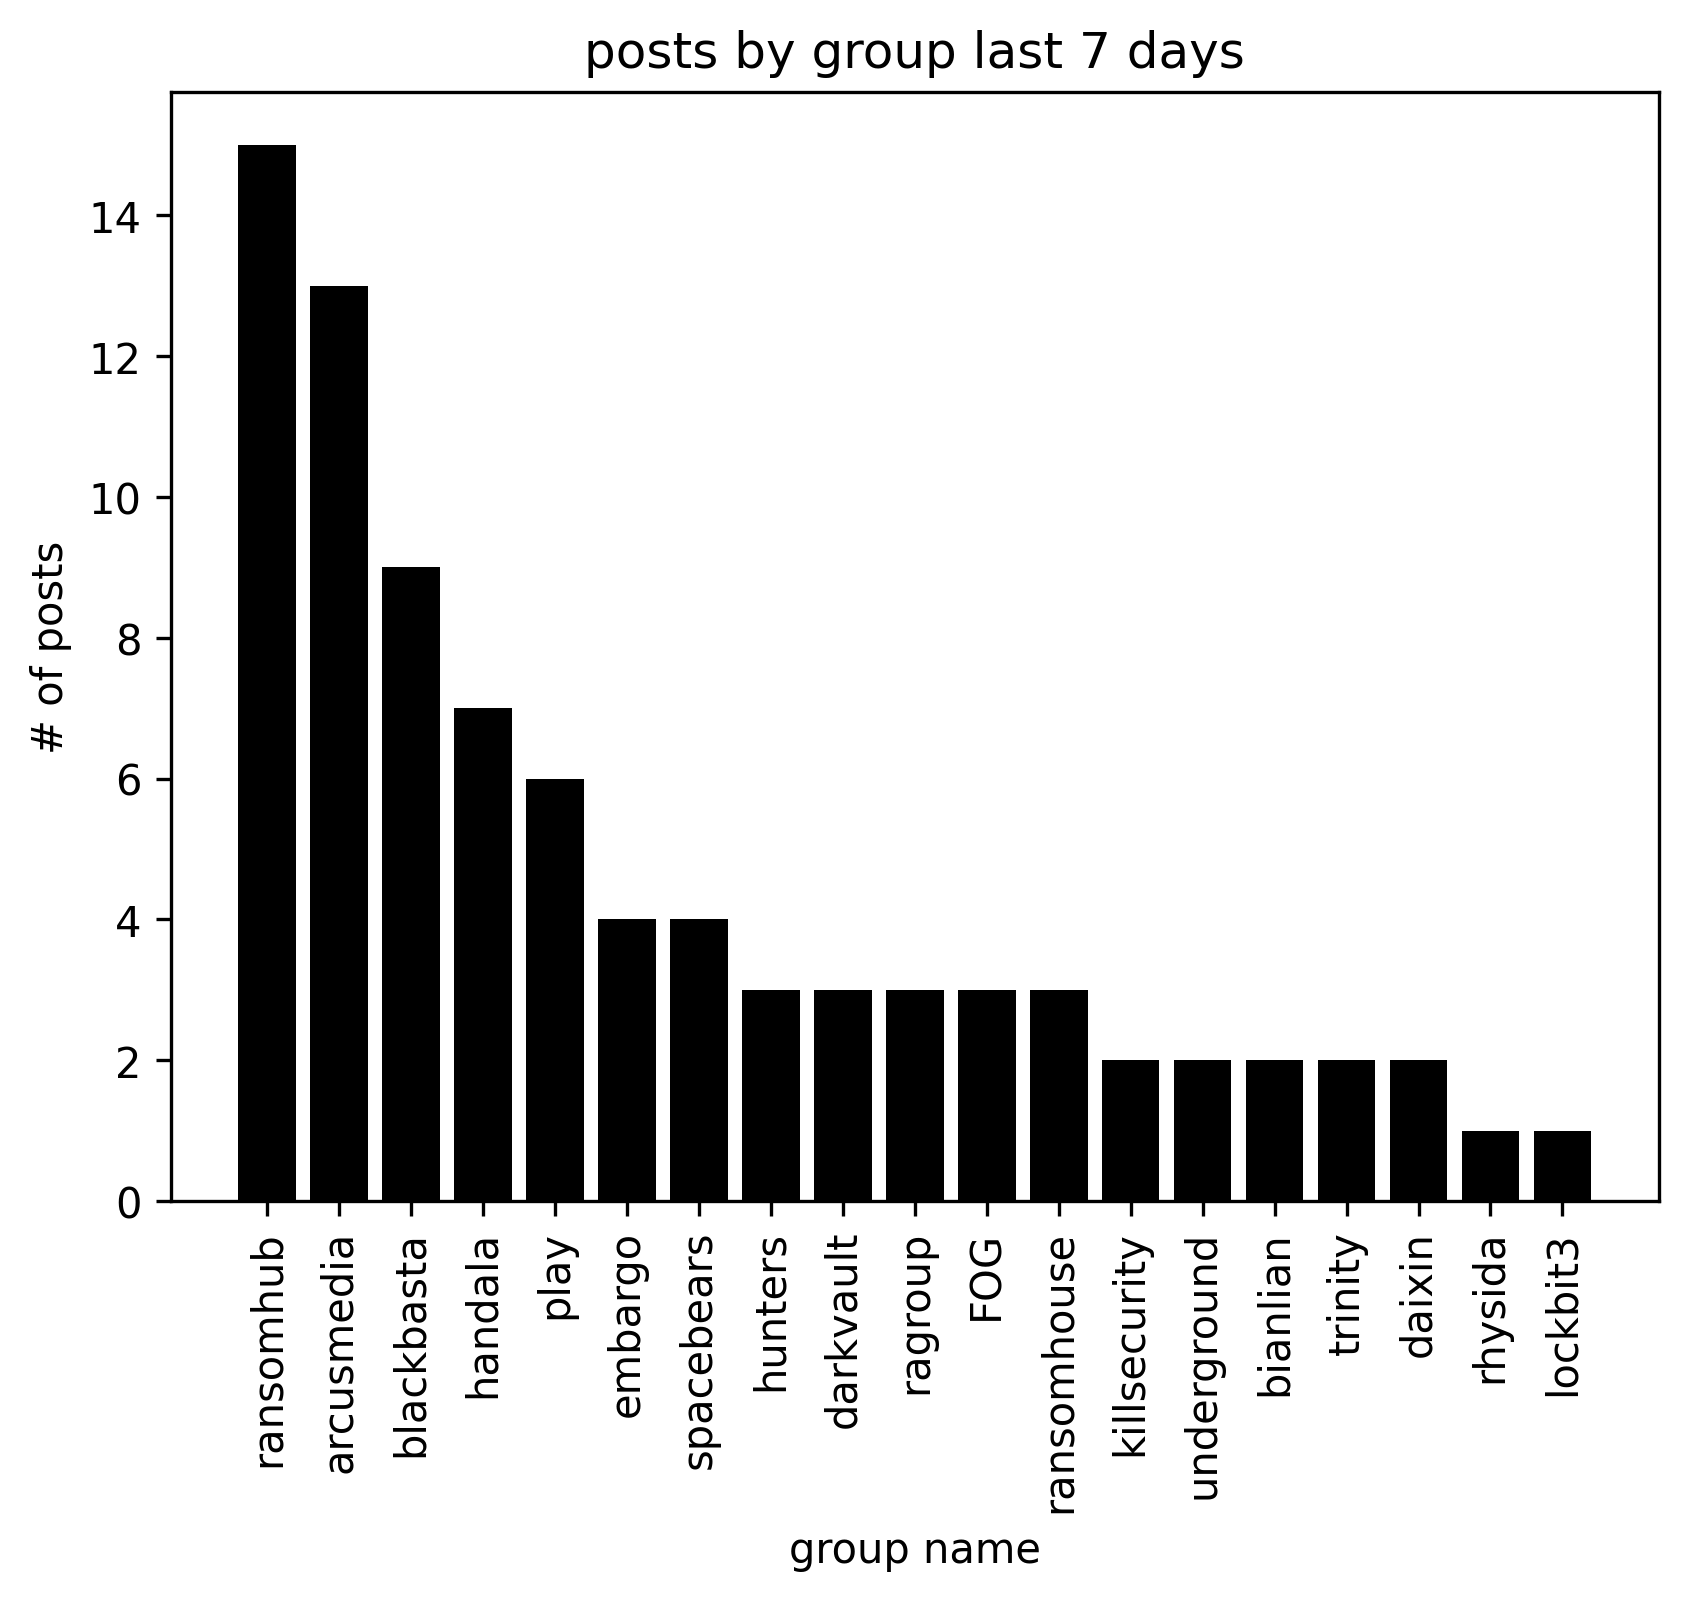 posts by group last 7 days
# of posts
14
12
10
8
6
4
2
0
ransomhub
arcusmedia
blackbasta
handala
play
embargo
spacebears
hunters
darkvault
ragroup
FOG
ransomhouse
killsecurity
underground
bianlian
trinity
daixin
rhysida
lockbit3
group name